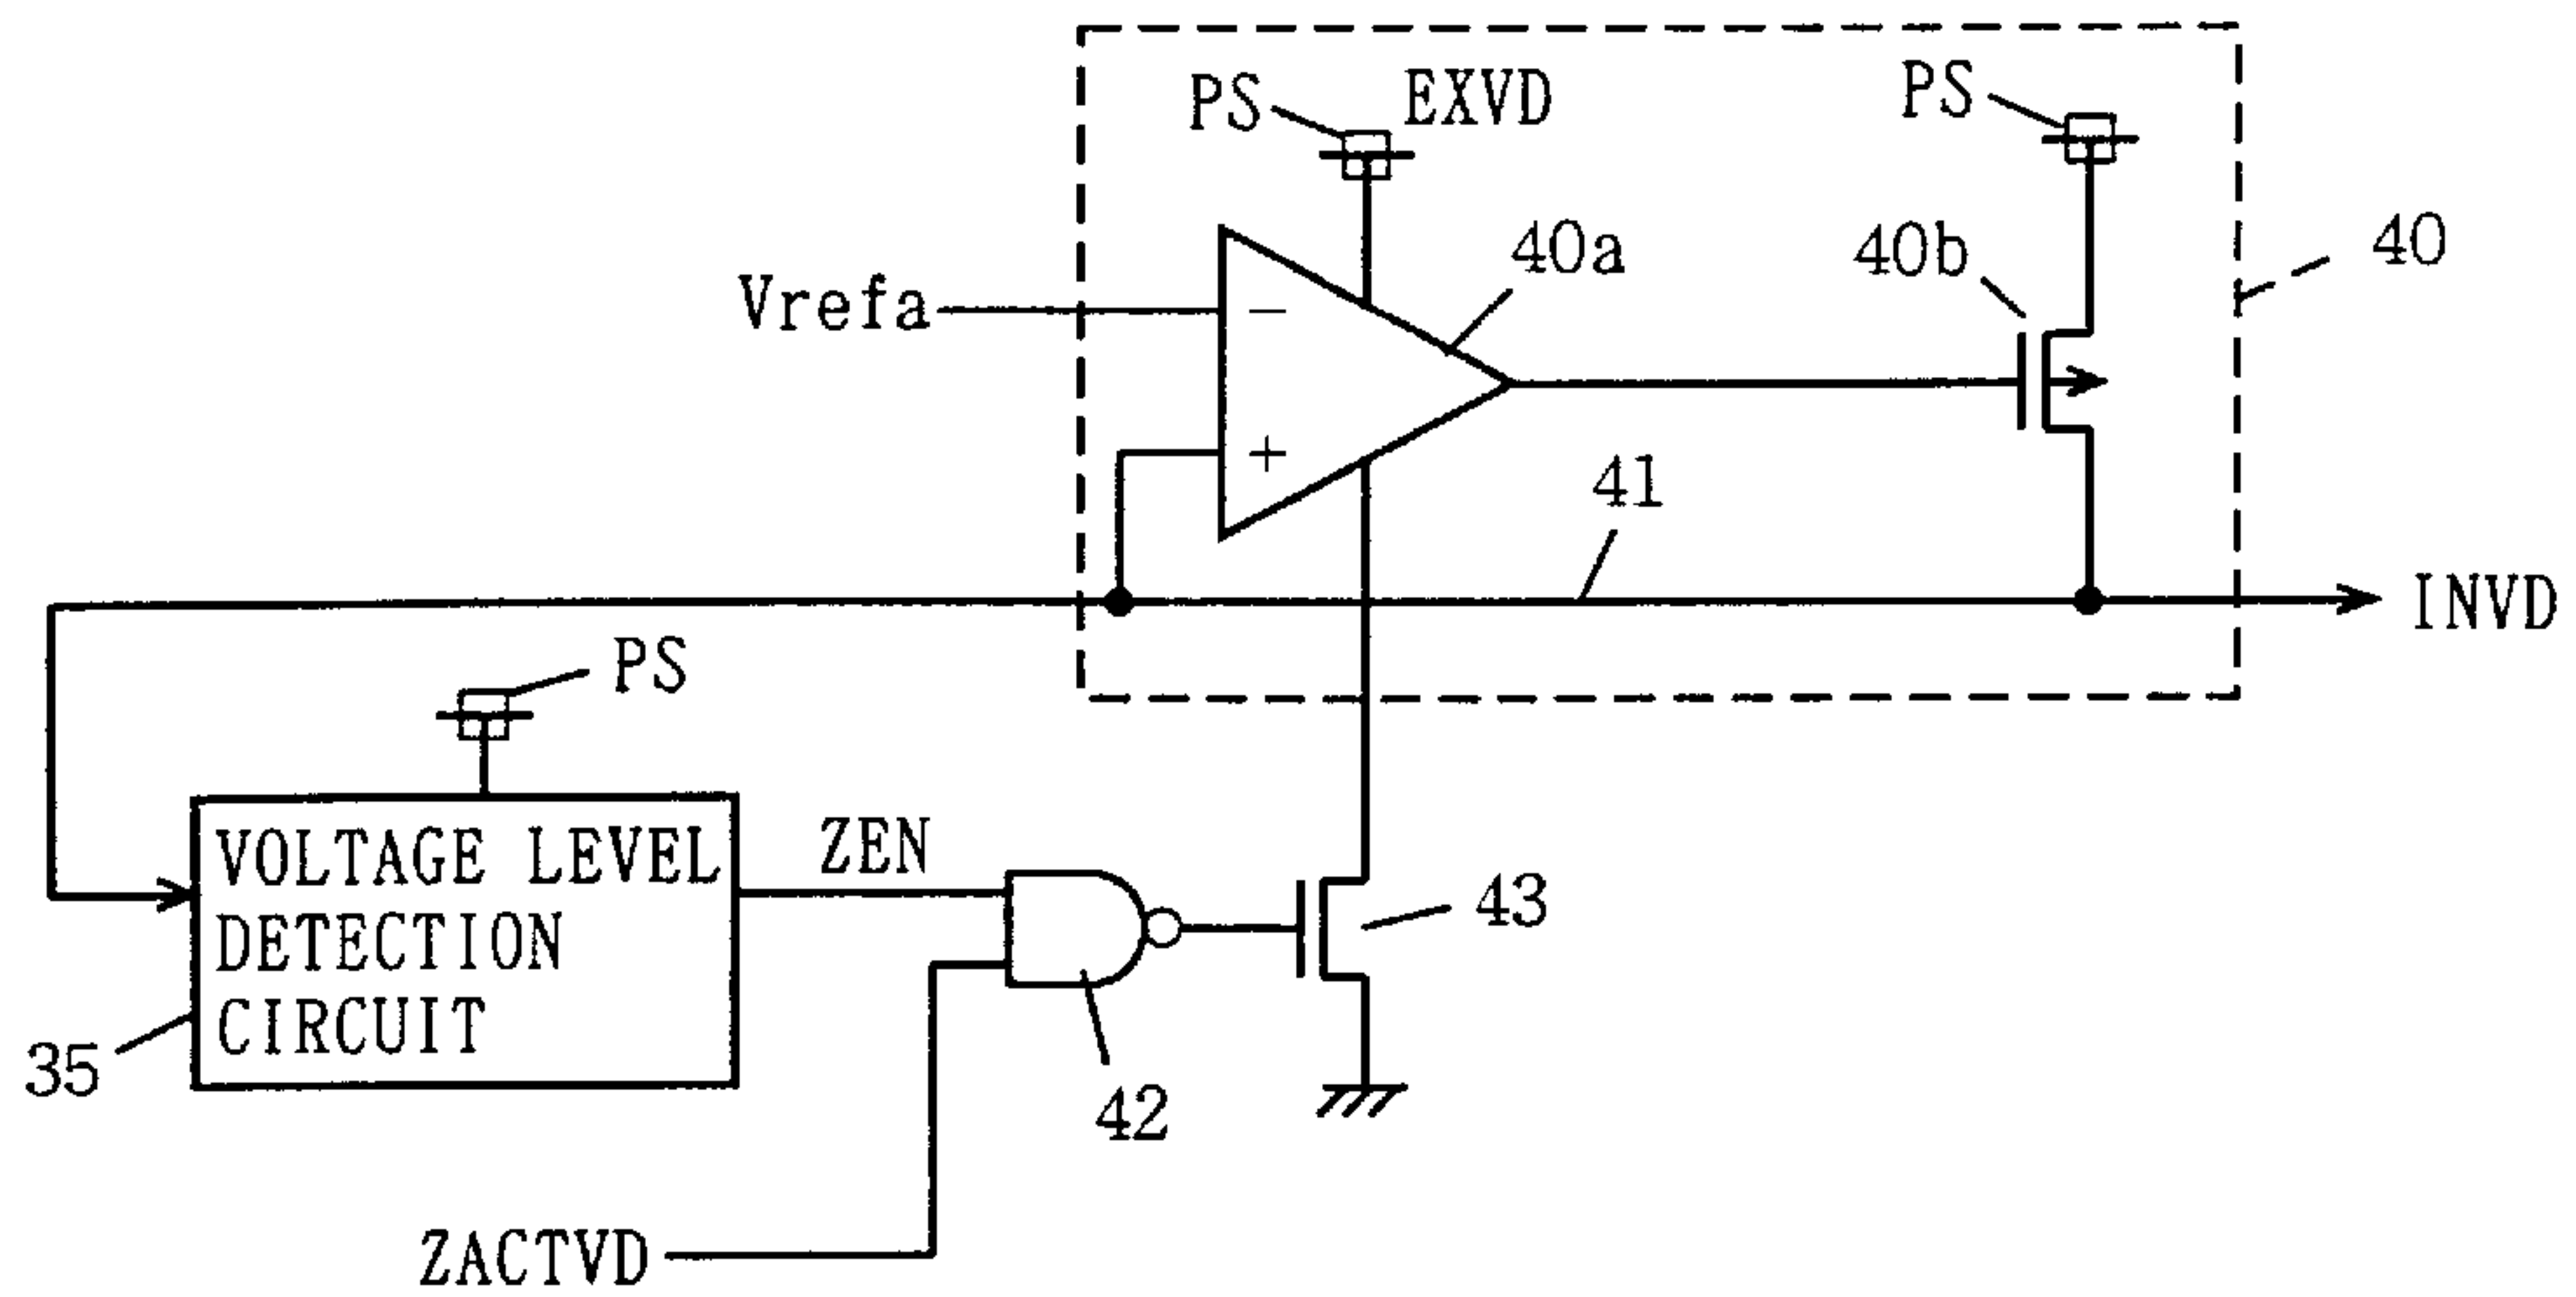 PS EXVD PS
40a 40b 40
Vrefa
−
+
41
INVD
PS
VOLTAGE LEVEL
DETECTION
CIRCUIT
ZEN
43
35
42
ZACTVD